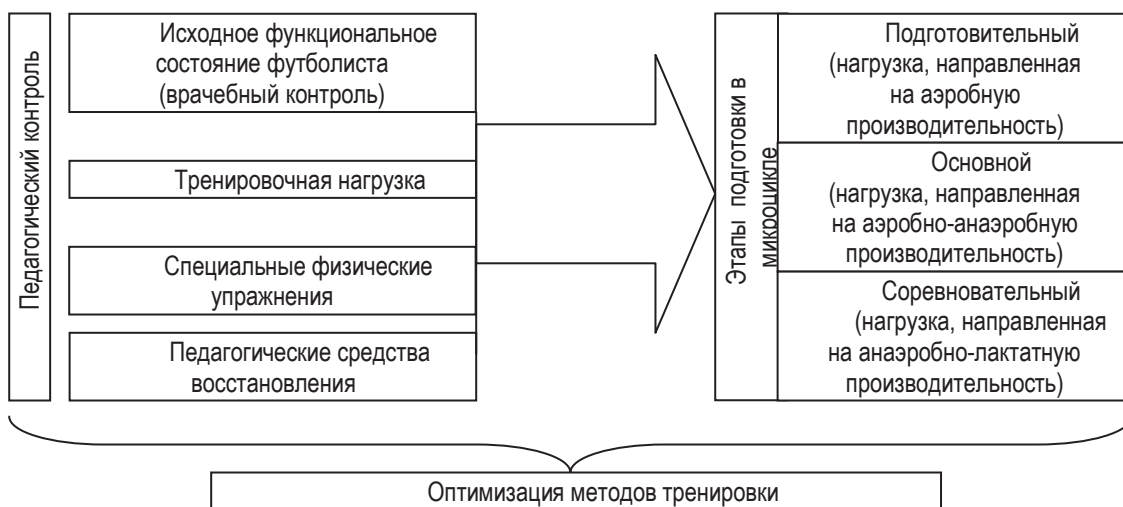 Педагогический контроль
Исходное функциональное
состояние футболиста
(врачебный контроль)
Тренировочная нагрузка
Специальные физические
упражнения
Педагогические средства
восстановления
Этапы подготовки в
микроцикле
Подготовительный
(нагрузка, направленная
на аэробную
производительность)
Основной
(нагрузка, направленная
на аэробно-анаэробную
производительность)
Соревновательный
(нагрузка, направленная
на анаэробно-лактатную
производительность)
Оптимизация методов тренировки